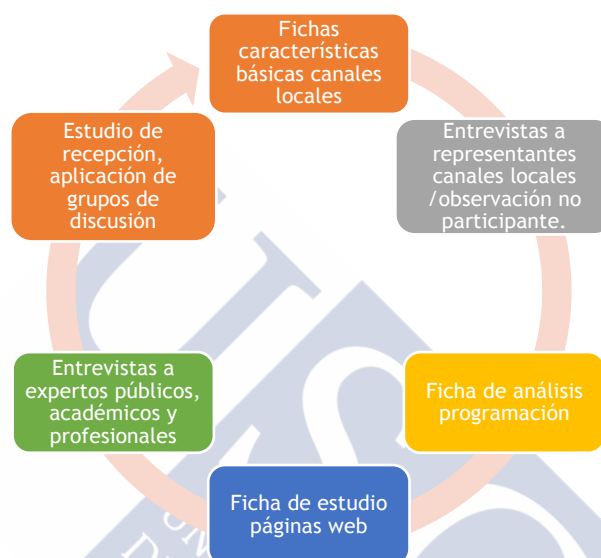 Fichas
características
básicas canales
locales
Entrevistas a
representantes
canales locales
/observación no
participante.
Ficha de análisis
programación
Ficha de estudio
páginas web
Entrevistas a
expertos públicos,
académicos y
profesionales
Estudio de
recepción,
aplicación de
grupos de
discusión